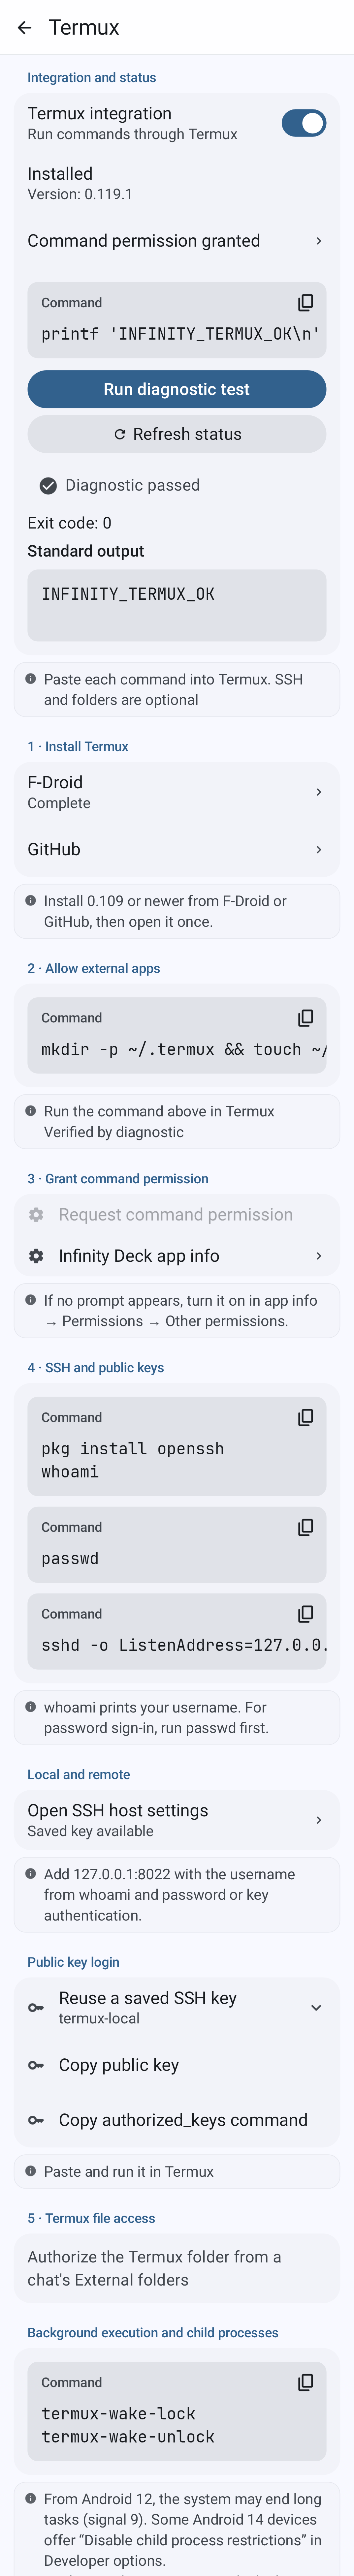 Termux
Integration and status
Termux integration
Run commands through Termux
Installed
Version: 0.119.1
Command permission granted
Command
printf 'INFINITY_TERMUX_OK\n'
Run diagnostic test
Refresh status
Diagnostic passed
Exit code: 0
Standard output
INFINITY_TERMUX_OK
Paste each command into Termux. SSH
and folders are optional
1 · Install Termux
F-Droid
Complete
GitHub
Install 0.109 or newer from F-Droid or
GitHub, then open it once.
2 · Allow external apps
Command
mkdir -p ~/.termux && touch ~/
Run the command above in Termux
Verified by diagnostic
3 · Grant command permission
Request command permission
Infinity Deck app info
If no prompt appears, turn it on in app info
→ Permissions → Other permissions.
4 · SSH and public keys
Command
pkg install openssh
whoami
Command
passwd
Command
sshd -o ListenAddress=127.0.0.
whoami prints your username. For
password sign-in, run passwd first.
Local and remote
Open SSH host settings
Saved key available
Add 127.0.0.1:8022 with the username
from whoami and password or key
authentication.
Public key login
Reuse a saved SSH key
termux-local
Copy public key
Copy authorized_keys command
Paste and run it in Termux
5 · Termux file access
Authorize the Termux folder from a
chat's External folders
Background execution and child processes
Command
termux-wake-lock
termux-wake-unlock
From Android 12, the system may end long
tasks (signal 9). Some Android 14 devices
offer “Disable child process restrictions” in
Developer options.